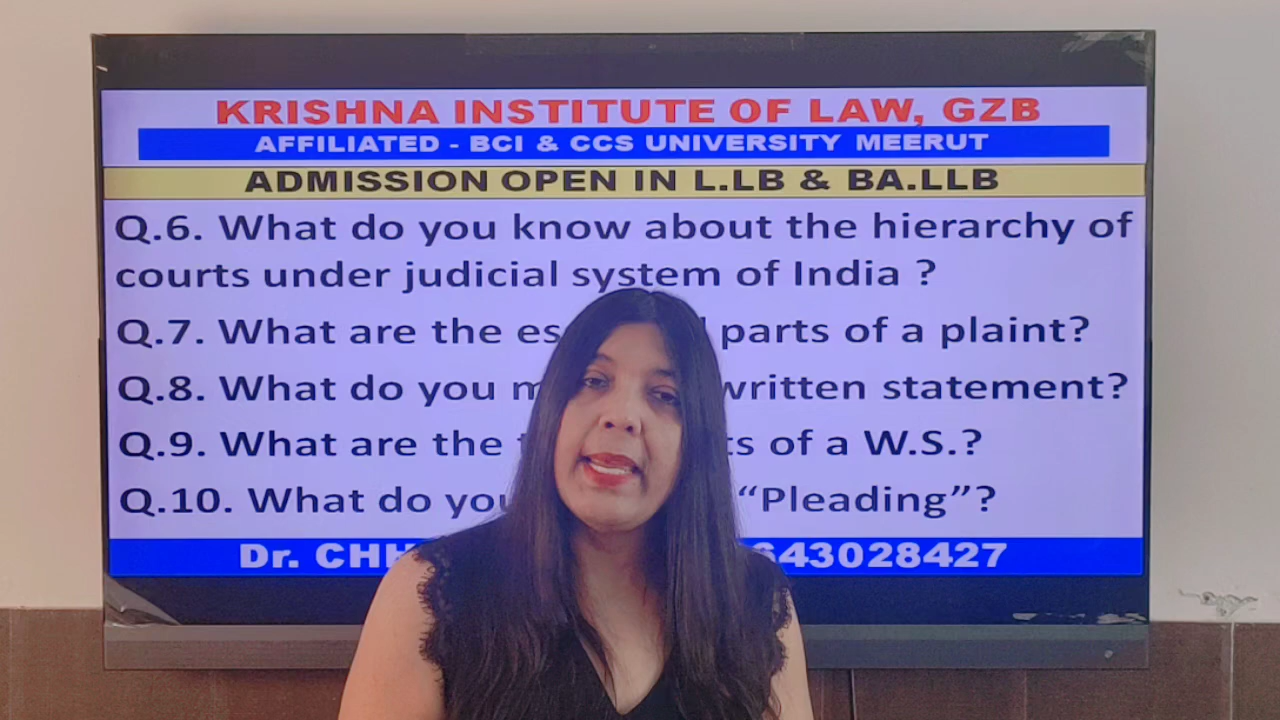 KRISHNA INSTITUTE OF LAW, GZB
AFFILIATED - BCI & CCS UNIVERSITY MEERUT
ADMISSION OPEN IN L.LB & BA.LLB
Q.6. What do you know about the hierarchy of
courts under judicial system of India ?
Q.7. What are the parts of a plaint?
Q.8. What do you written statement?
Q.9. What are the of a W.S.?
Q.10. What do you "Pleading"?
Dr. 643028427